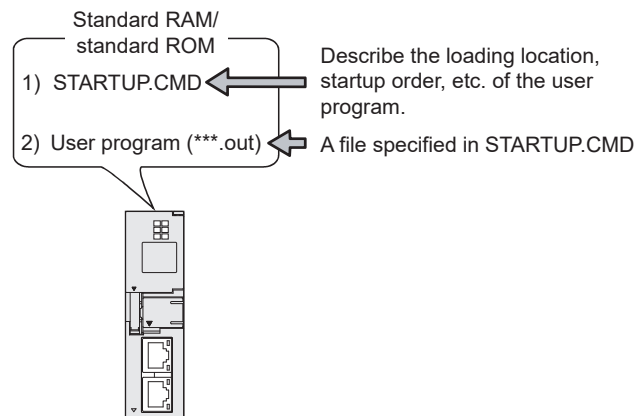 Standard RAM/
standard ROM
1) STARTUP.CMD
Describe the loading location,
startup order, etc. of the user
program.
2) User program (***.out)
A file specified in STARTUP.CMD